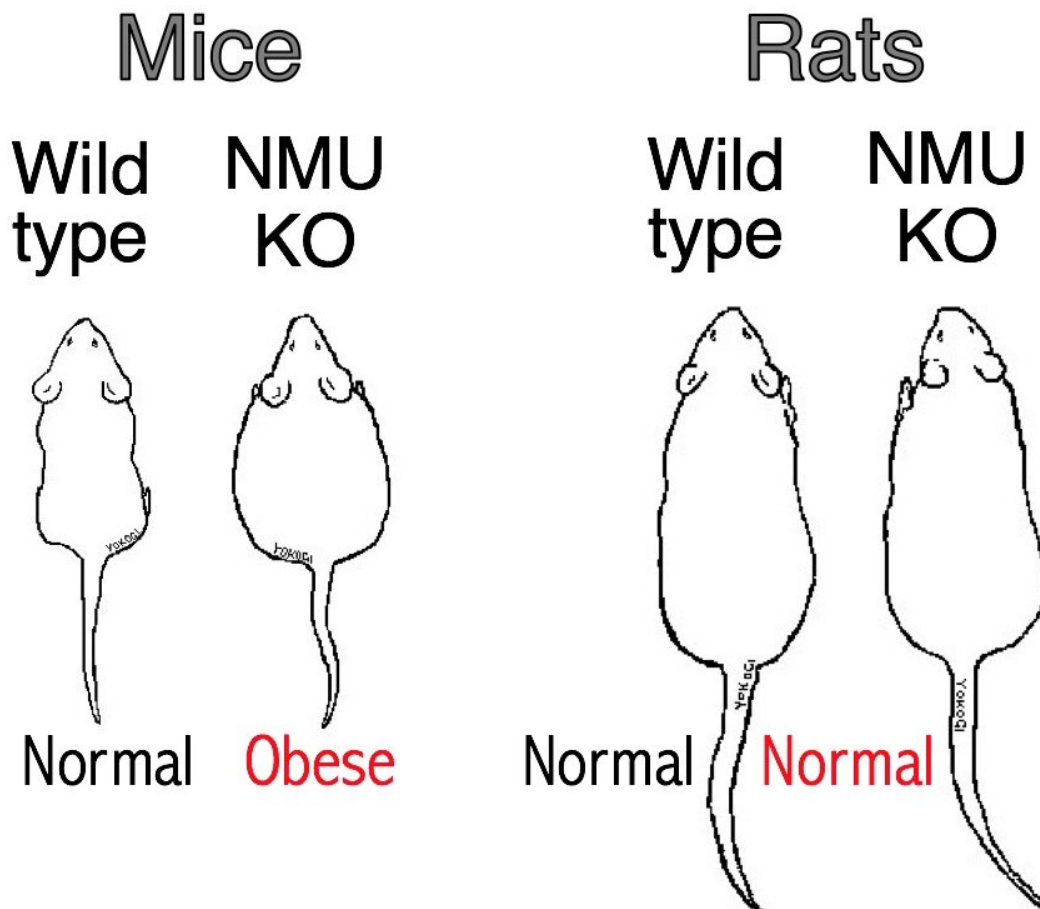 Mice
Rats
Wild type
NMU KO
Wild type
NMU KO
YOKOGI
YOKOGI
YOKOGI
YOKOGI
Normal
Obese
Normal
Normal